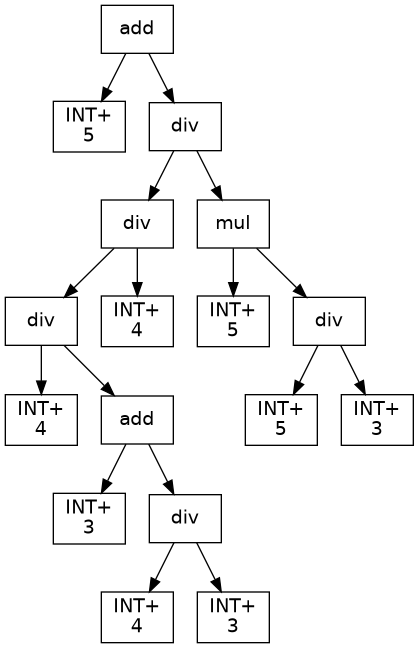 add
INT+
5
div
div
mul
div
INT+
4
INT+
5
div
INT+
4
add
INT+
5
INT+
3
INT+
3
div
INT+
4
INT+
3